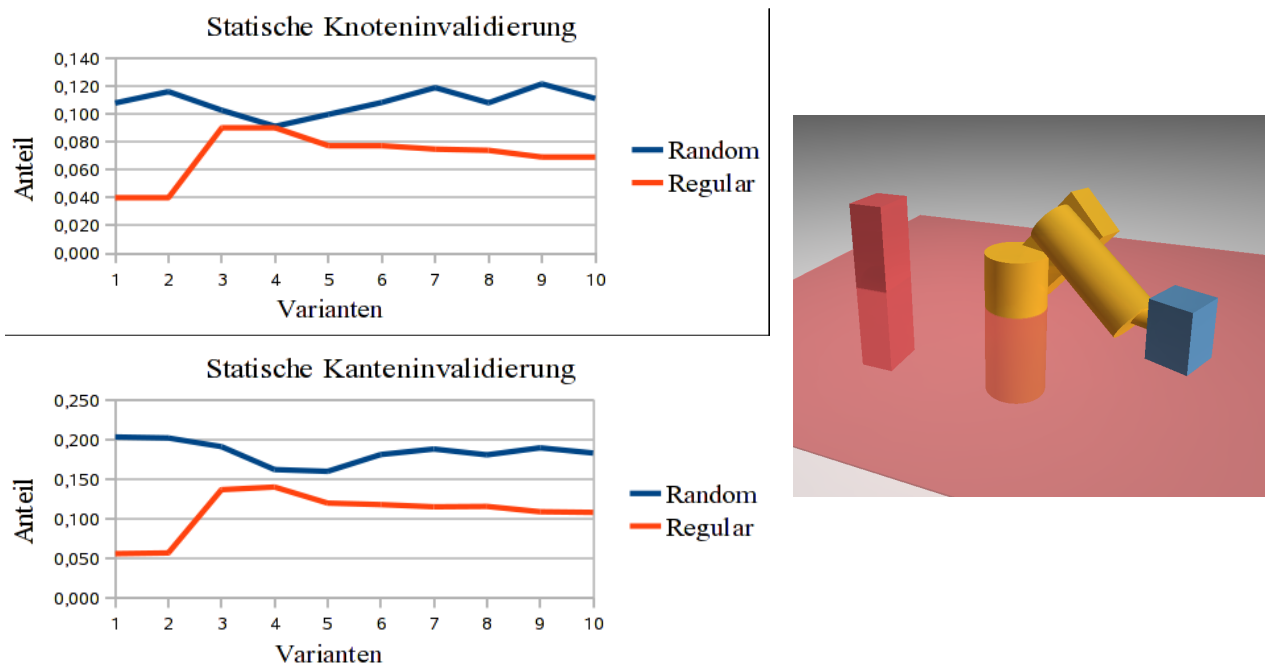 Statische Knoteninvalidierung
0,140
0,120
0,100
0,080
0,060
0,040
0,020
0,000
Anteil
1 2 3 4 5 6 7 8 9 10
Varianten
Random
Regular
Statische Kanteninvalidierung
0,250
0,200
0,150
0,100
0,050
0,000
Anteil
1 2 3 4 5 6 7 8 9 10
Varianten
Random
Regular